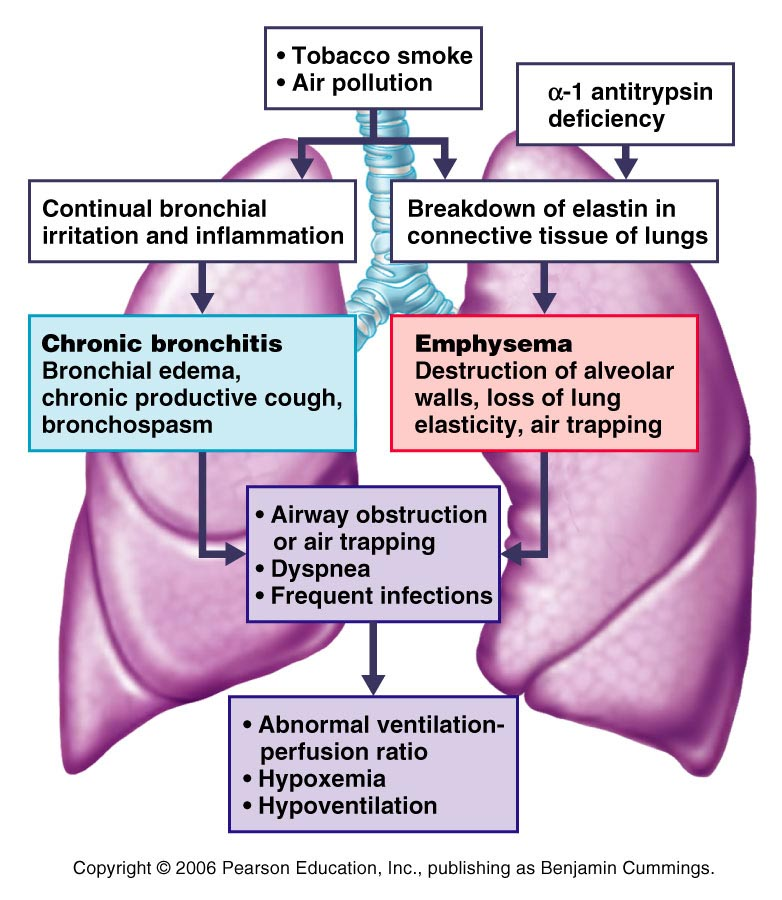 • Tobacco smoke
• Air pollution
α-1 antitrypsin
deficiency
Continual bronchial
irritation and inflammation
Breakdown of elastin in
connective tissue of lungs
Chronic bronchitis
Bronchial edema,
chronic productive cough,
bronchospasm
Emphysema
Destruction of alveolar
walls, loss of lung
elasticity, air trapping
• Airway obstruction
or air trapping
• Dyspnea
• Frequent infections
• Abnormal ventilation-
perfusion ratio
• Hypoxemia
• Hypoventilation
Copyright © 2006 Pearson Education, Inc., publishing as Benjamin Cummings.